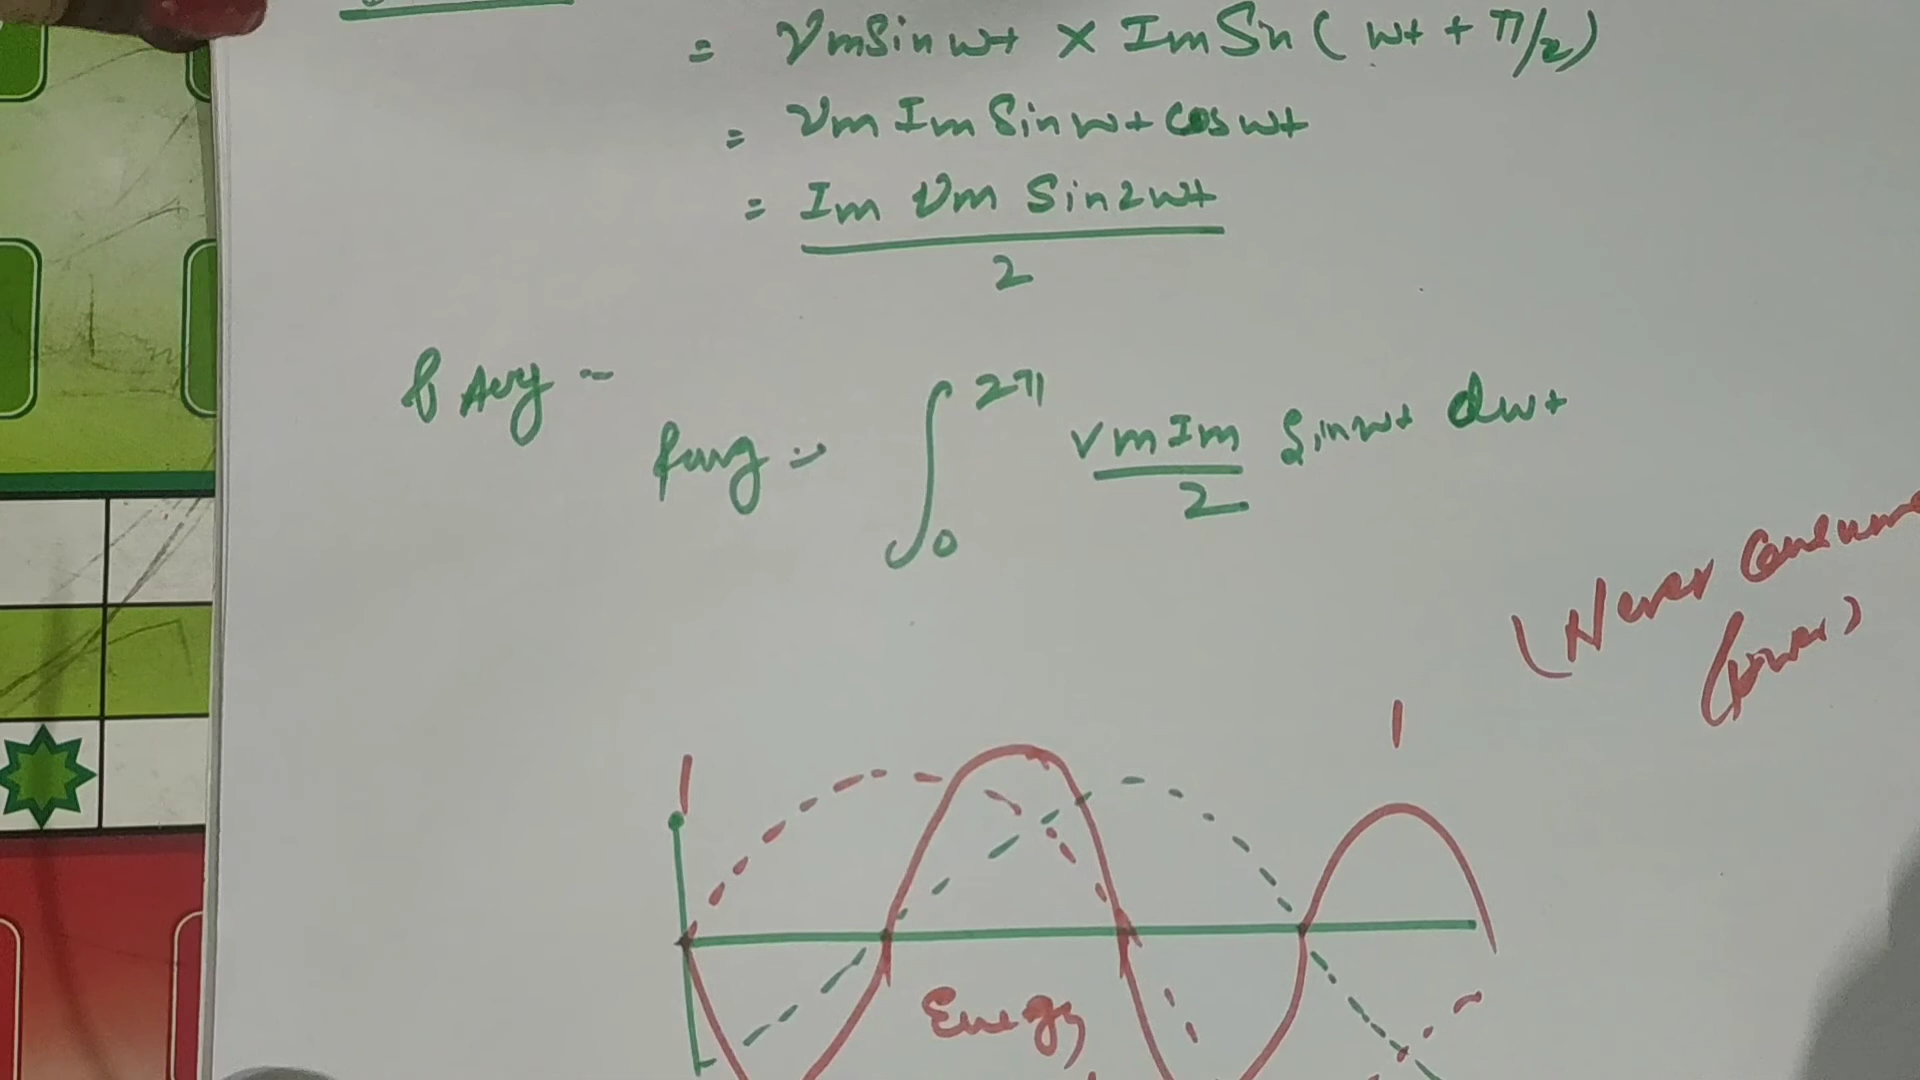 = Vm Sin wt × Im Sin ( wt + π/2)
= Vm Im Sin wt cos wt
= Im Vm Sin 2wt
2
P Avg -
Pavg = ∫ 0 2π Vm Im / 2 Sin wt dwt
(Never
Power)
Energy